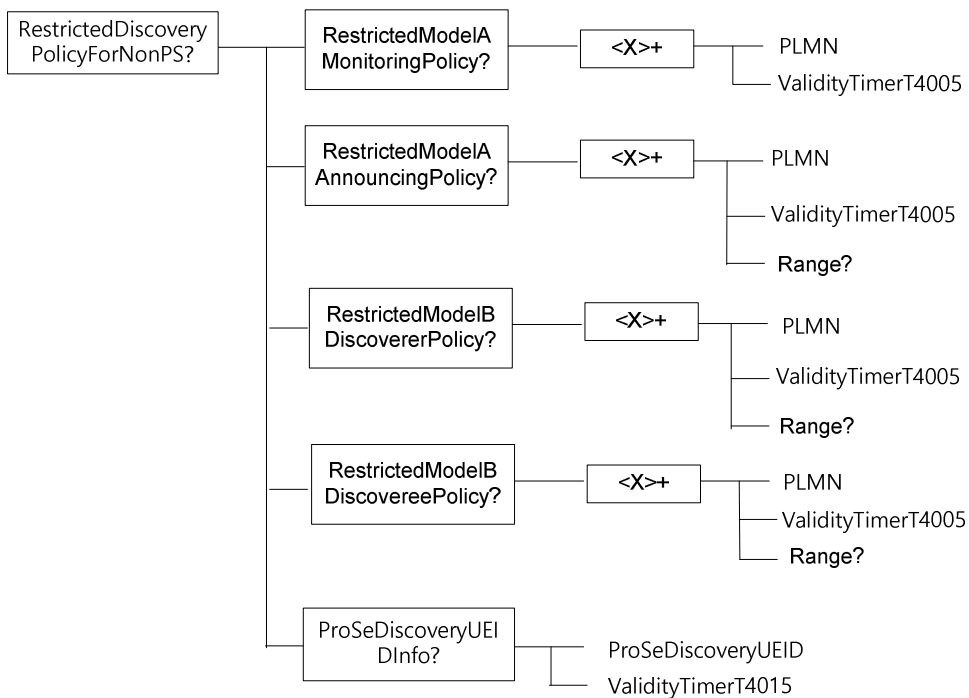 RestrictedDiscovery
PolicyForNonPS?
RestrictedModelA
MonitoringPolicy?
<X>+
PLMN
ValidityTimerT4005
RestrictedModelA
AnnouncingPolicy?
<X>+
PLMN
ValidityTimerT4005
Range?
RestrictedModelB
DiscovererPolicy?
<X>+
PLMN
ValidityTimerT4005
Range?
RestrictedModelB
DiscovereePolicy?
<X>+
PLMN
ValidityTimerT4005
Range?
ProSeDiscoveryUEI
DInfo?
ProSeDiscoveryUEID
ValidityTimerT4015